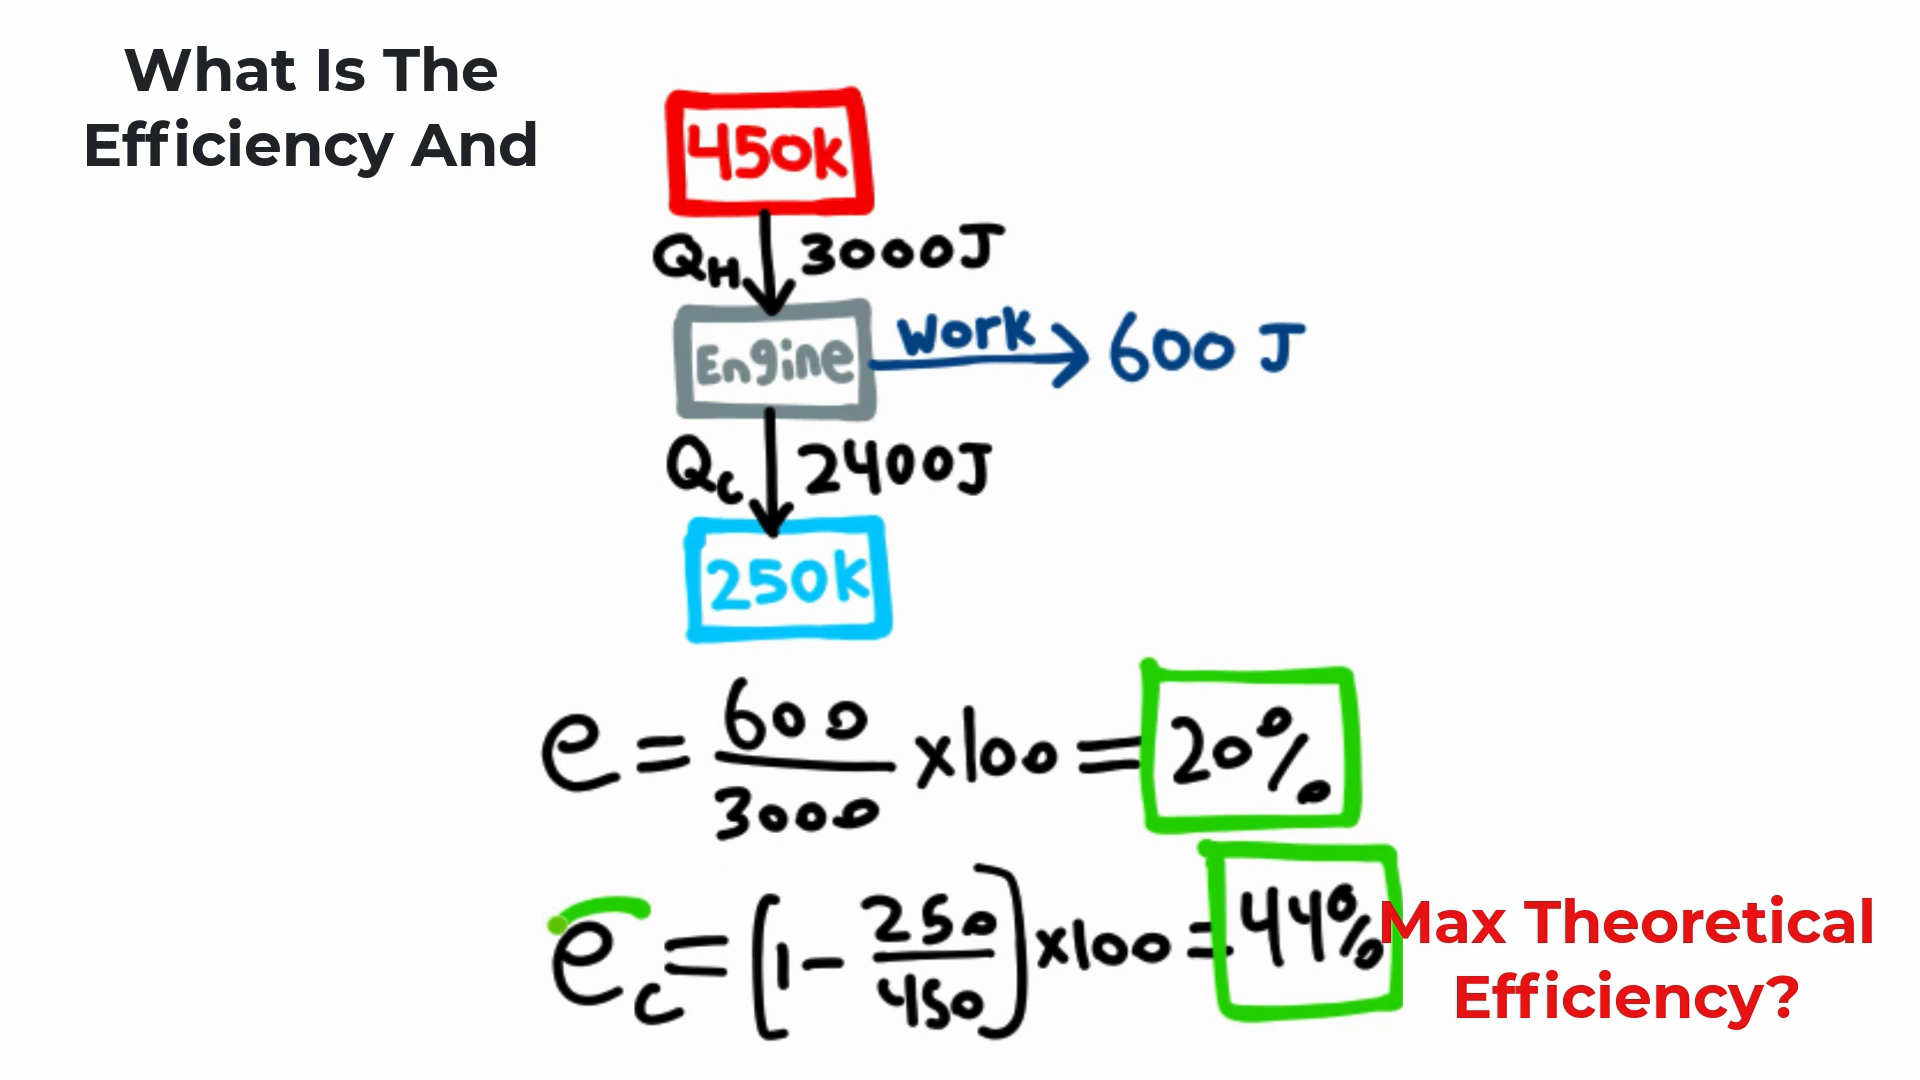 What Is The
Efficiency And
450k
QH 3000J
Engine Work 600 J
Qc 2400J
250k
e = 600/3000 x100 = 20%
ec = (1 - 250/450) x100 = 44%
Max Theoretical
Efficiency?